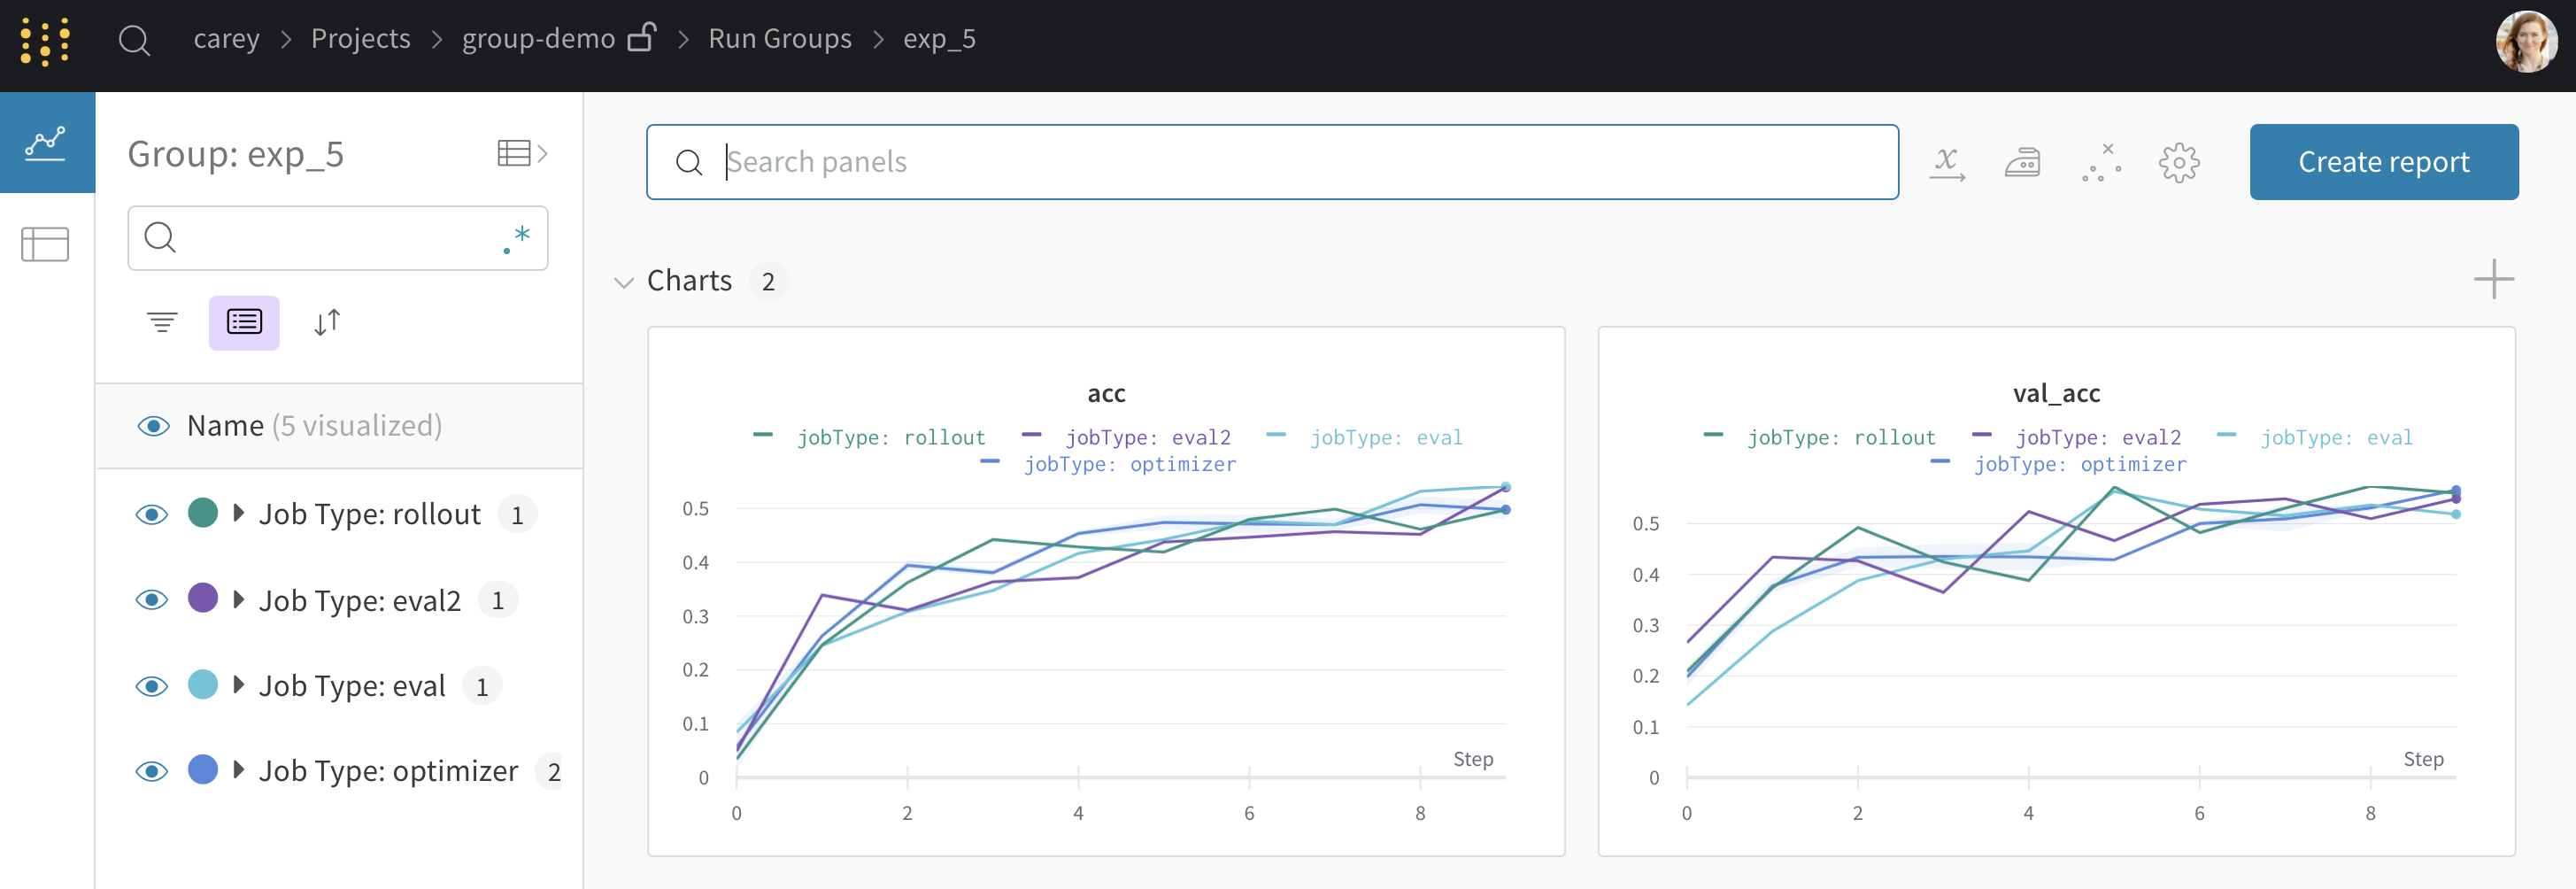 carey > Projects > group-demo > Run Groups > exp_5
Group: exp_5
.*
Name (5 visualized)
Job Type: rollout 1
Job Type: eval2 1
Job Type: eval 1
Job Type: optimizer 2
Search panels
Create report
Charts 2
acc
jobType: rollout jobType: eval2 jobType: eval
jobType: optimizer
0.5
0.4
0.3
0.2
0.1
0
Step
0 2 4 6 8
val_acc
jobType: rollout jobType: eval2 jobType: eval
jobType: optimizer
0.5
0.4
0.3
0.2
0.1
0
Step
0 2 4 6 8